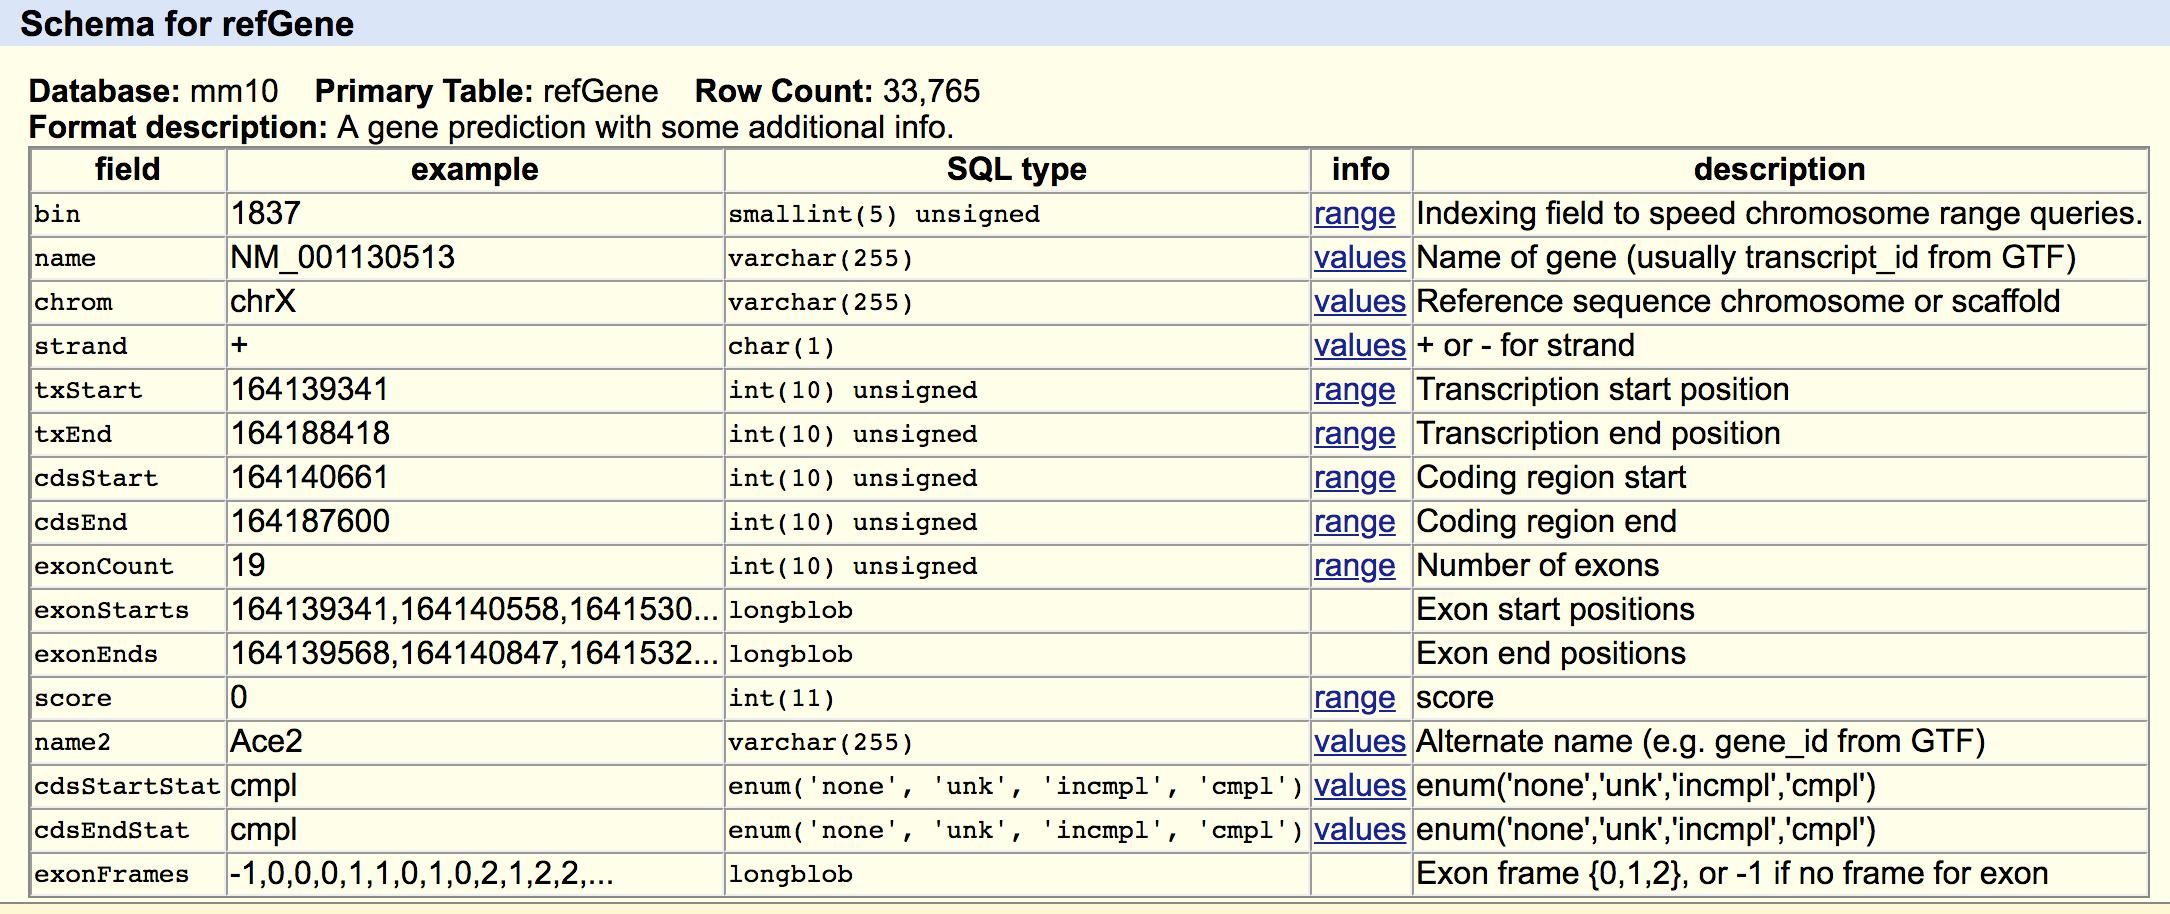 Schema for refGene
Database: mm10 Primary Table: refGene Row Count: 33,765
Format description: A gene prediction with some additional info.
field example SQL type info description
bin 1837 smallint(5) unsigned range Indexing field to speed chromosome range queries.
name NM_001130513 varchar(255) values Name of gene (usually transcript_id from GTF)
chrom chrX varchar(255) values Reference sequence chromosome or scaffold
strand + char(1) values + or - for strand
txStart 164139341 int(10) unsigned range Transcription start position
txEnd 164188418 int(10) unsigned range Transcription end position
cdsStart 164140661 int(10) unsigned range Coding region start
cdsEnd 164187600 int(10) unsigned range Coding region end
exonCount 19 int(10) unsigned range Number of exons
exonStarts 164139341,164140558,1641530... longblob Exon start positions
exonEnds 164139568,164140847,1641532... longblob Exon end positions
score 0 int(11) range score
name2 Ace2 varchar(255) values Alternate name (e.g. gene_id from GTF)
cdsStartStat cmpl enum('none', 'unk', 'incmpl', 'cmpl') values enum('none','unk','incmpl','cmpl')
cdsEndStat cmpl enum('none', 'unk', 'incmpl', 'cmpl') values enum('none','unk','incmpl','cmpl')
exonFrames -1,0,0,0,1,1,0,1,0,2,1,2,2,... longblob Exon frame {0,1,2}, or -1 if no frame for exon